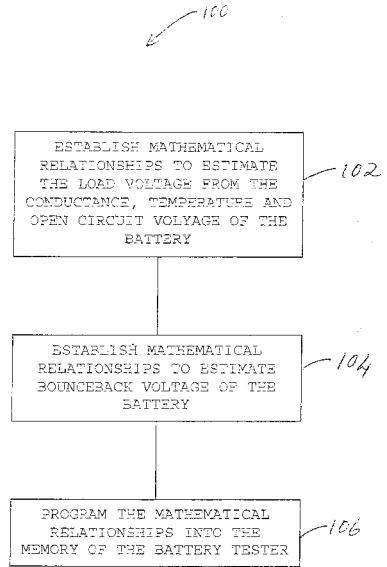 100
ESTABLISH MATHEMATICAL
RELATIONSHIPS TO ESTIMATE
THE LOAD VOLTAGE FROM THE
CONDUCTANCE, TEMPERATURE AND
OPEN CIRCUIT VOLYAGE OF THE
BATTERY
102
ESTABLISH MATHEMATICAL
RELATIONSHIPS TO ESTIMATE
BOUNCEBACK VOLTAGE OF THE
BATTERY
104
PROGRAM THE MATHEMATICAL
RELATIONSHIPS INTO THE
MEMORY OF THE BATTERY TESTER
106